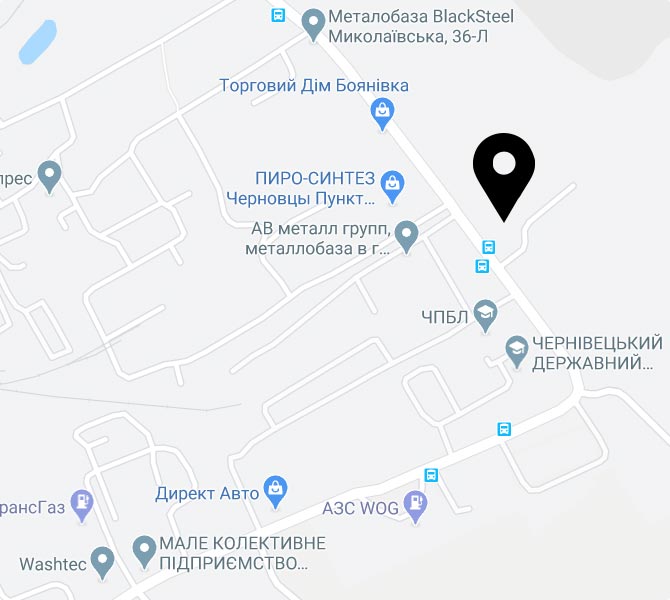 Металобаза BlackSteel
Миколаївська, 36-Л
Торговий Дім Боянівка
прес
ПИРО-СИНТЕЗ
Черновцы Пункт...
АВ металл групп,
металлобаза в г...
ЧПБЛ
ЧЕРНІВЕЦЬКИЙ
ДЕРЖАВНИЙ...
Директ Авто
АЗС WOG
рансГаз
МАЛЕ КОЛЕКТИВНЕ
ПІДПРИЄМСТВО...
Washtec